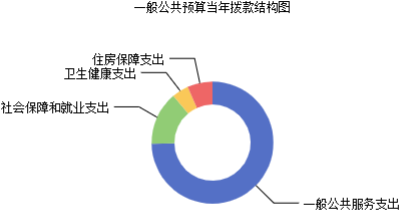 一般公共预算当年拨款结构图
住房保障支出
卫生健康支出
社会保障和就业支出
一般公共服务支出